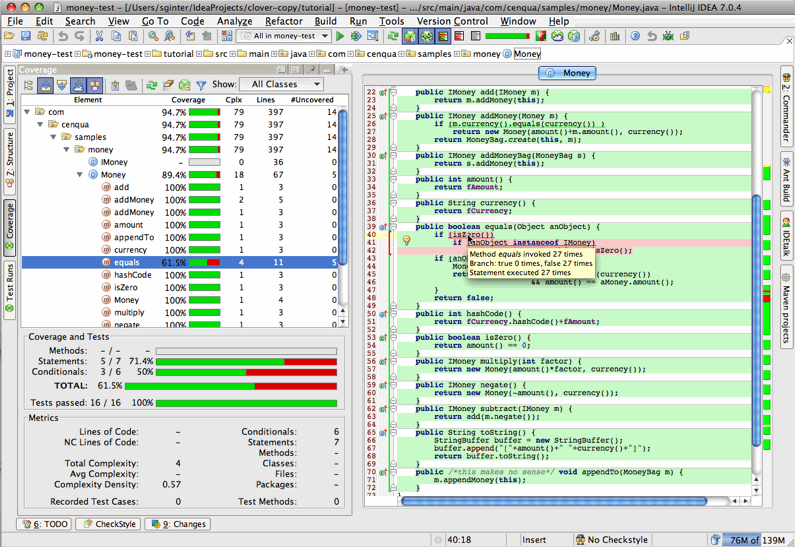 money-test - [/Users/sginter/IdeaProjects/clover-copy/tutorial] - [money-test] - .../src/main/java/com/cenqua/samples/money/Money.java - IntelliJ IDEA 7.0.4
File Edit Search View Go To Code Analyze Refactor Build Run Tools Version Control Window Help
All in money-test
money-test money-test tutorial src main java com cenqua samples money Money
Coverage
Show: All Classes
Element Coverage Cplx Lines #Uncovered
com 94.7% 79 397 14
cenqua 94.7% 79 397 14
samples 94.7% 79 397 14
money 94.7% 79 397 14
IMoney - 0 36 0
Money 89.4% 18 67 5
add 100% 1 3 0
addMoney 100% 2 5 0
addMoney 100% 1 3 0
amount 100% 1 3 0
appendTo 100% 1 3 0
currency 100% 1 3 0
equals 61.5% 4 11 5
hashCode 100% 1 3 0
isZero 100% 1 3 0
Money 100% 1 4 0
multiply 100% 1 3 0
negate 100% 1 3 0
Coverage and Tests
Methods: - / - -
Statements: 5 / 7 71.4%
Conditionals: 3 / 6 50%
TOTAL: 61.5%
Tests passed: 16 / 16 100%
Metrics
Lines of Code: - Conditionals: 6
NC Lines of Code: - Statements: 7
Methods: -
Total Complexity: 4 Classes: -
Avg Complexity: - Files: -
Complexity Density: 0.57 Packages: -
Recorded Test Cases: 0 Test Methods: 0
1: Project
7: Structure
Coverage
Test Runs
Money
22 public IMoney add(IMoney m) {
23 return m.addMoney(this);
24 }
25 public IMoney addMoney(Money m) {
26 if (m.currency().equals(currency()) )
27 return new Money(amount()+m.amount(), currency());
28 return MoneyBag.create(this, m);
29 }
30 public IMoney addMoneyBag(MoneyBag s) {
31 return s.addMoney(this);
32 }
33 public int amount() {
34 return fAmount;
35 }
36 public String currency() {
37 return fCurrency;
38 }
39 public boolean equals(Object anObject) {
40 if (isZero())
41 if (anObject instanceof IMoney)
42 isZero();
43 if (an
44 Mone
45 retu currency())
46 && amount() == aMoney.amount();
47 }
48 return false;
49 }
50 public int hashCode() {
51 return fCurrency.hashCode()+fAmount;
52 }
53 public boolean isZero() {
54 return amount() == 0;
55 }
56 public IMoney multiply(int factor) {
57 return new Money(amount()*factor, currency());
58 }
59 public IMoney negate() {
60 return new Money(-amount(), currency());
61 }
62 public IMoney subtract(IMoney m) {
63 return add(m.negate());
64 }
65 public String toString() {
66 StringBuffer buffer = new StringBuffer();
67 buffer.append("["+amount()+" "+currency()+"]");
68 return buffer.toString();
69 }
70 public /*this makes no sense*/ void appendTo(MoneyBag m) {
71 m.appendMoney(this);
72 }
73 }
Method equals invoked 27 times
Branch: true 0 times, false 27 times
Statement executed 27 times
2: Commander
Ant Build
IDEtalk
Maven projects
6: TODO CheckStyle 9: Changes
40:18 Insert No Checkstyle 76M of 139M